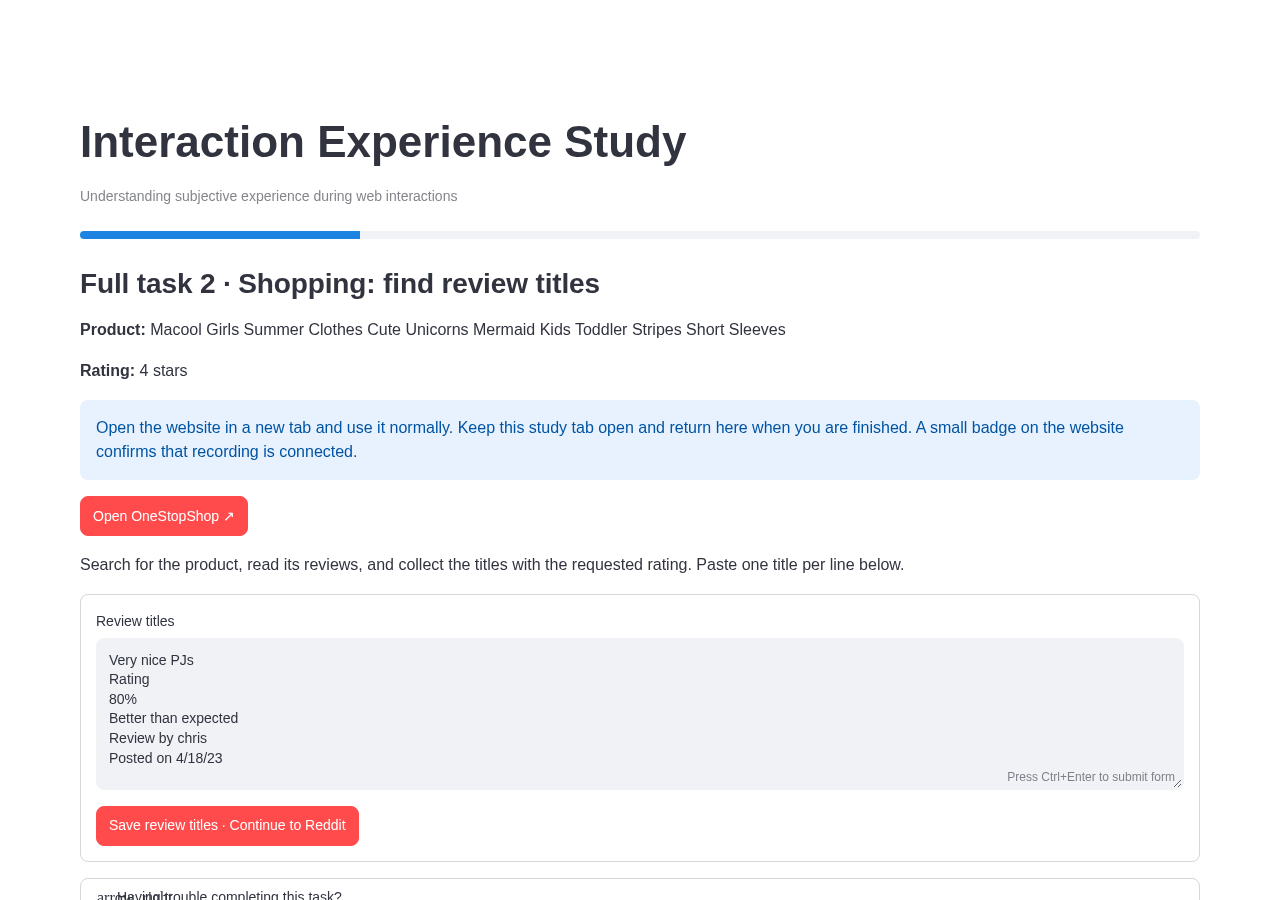 Interaction Experience Study
Understanding subjective experience during web interactions
Full task 2 · Shopping: find review titles
Product: Macool Girls Summer Clothes Cute Unicorns Mermaid Kids Toddler Stripes Short Sleeves
Rating: 4 stars
Open the website in a new tab and use it normally. Keep this study tab open and return here when you are finished. A small badge on the website
confirms that recording is connected.
Open OneStopShop ↗
Search for the product, read its reviews, and collect the titles with the requested rating. Paste one title per line below.
Review titles
Very nice PJs
Rating
80%
Better than expected
Review by chris
Posted on 4/18/23
Press Ctrl+Enter to submit form
Save review titles · Continue to Reddit
Having trouble completing this task?